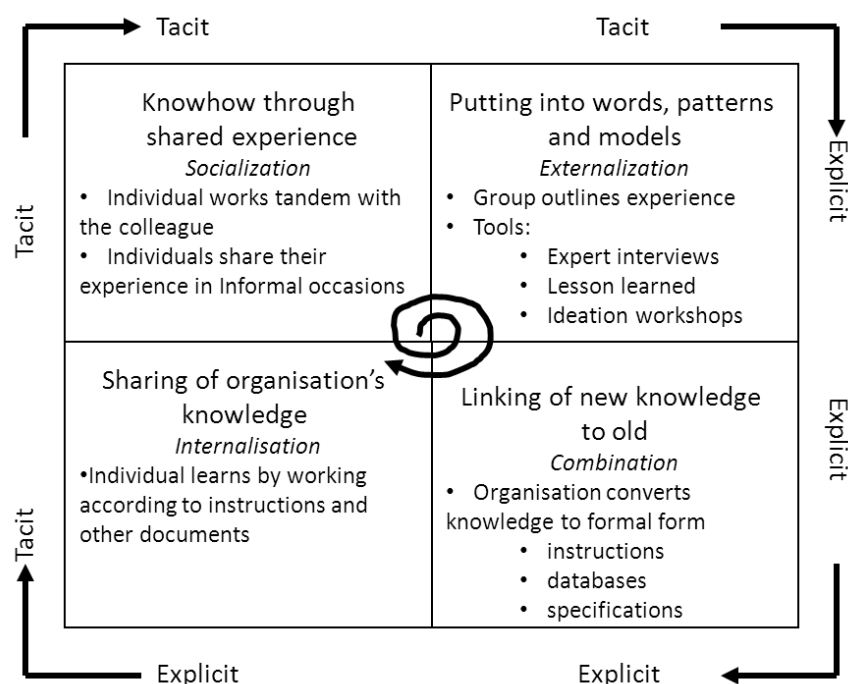 Tacit
Tacit
Tacit
Explicit
Knowhow through
shared experience
Socialization
• Individual works tandem with
the colleague
• Individuals share their
experience in Informal occasions
Putting into words, patterns
and models
Externalization
• Group outlines experience
• Tools:
• Expert interviews
• Lesson learned
• Ideation workshops
Sharing of organisation’s
knowledge
Internalisation
•Individual learns by working
according to instructions and
other documents
Linking of new knowledge
to old
Combination
• Organisation converts
knowledge to formal form
• instructions
• databases
• specifications
Tacit
Explicit
Explicit
Explicit